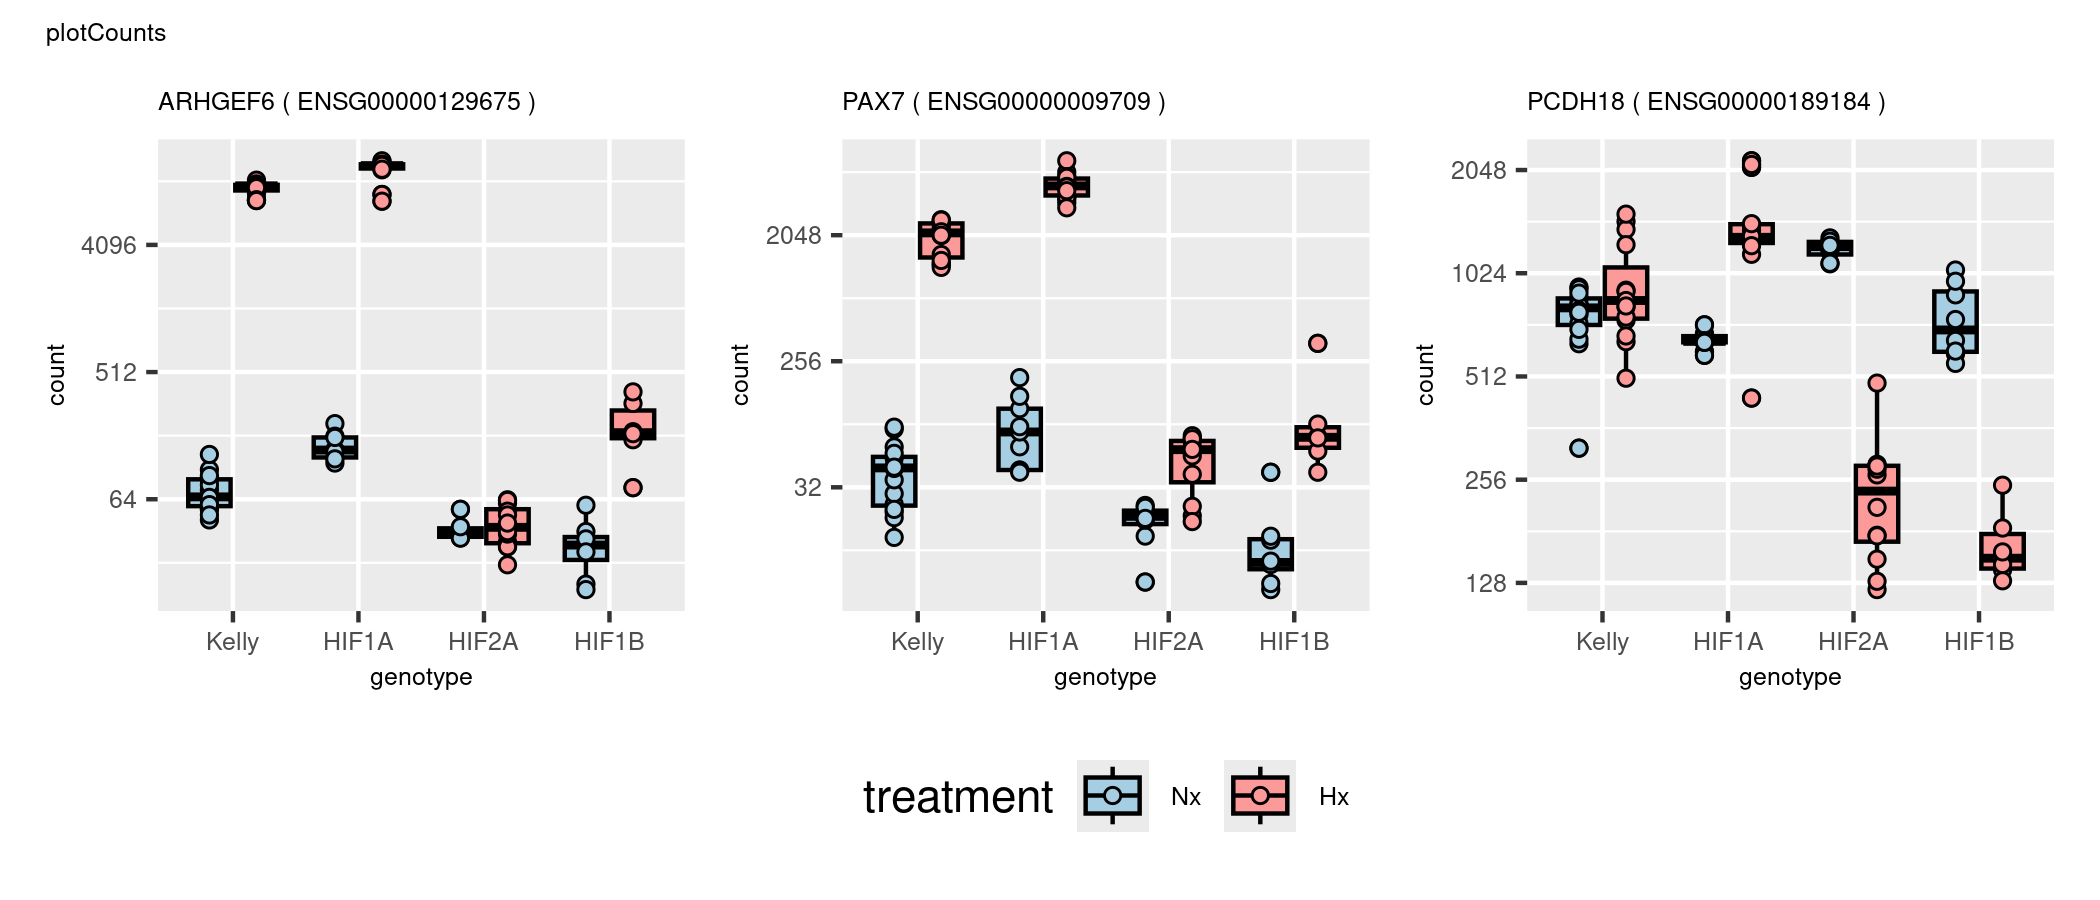 plotCounts
ARHGEF6 ( ENSG00000129675 )
count
4096
512
64
Kelly HIF1A HIF2A HIF1B
genotype
PAX7 ( ENSG00000009709 )
count
2048
256
32
Kelly HIF1A HIF2A HIF1B
genotype
PCDH18 ( ENSG00000189184 )
count
2048
1024
512
256
128
Kelly HIF1A HIF2A HIF1B
genotype
treatment Nx Hx